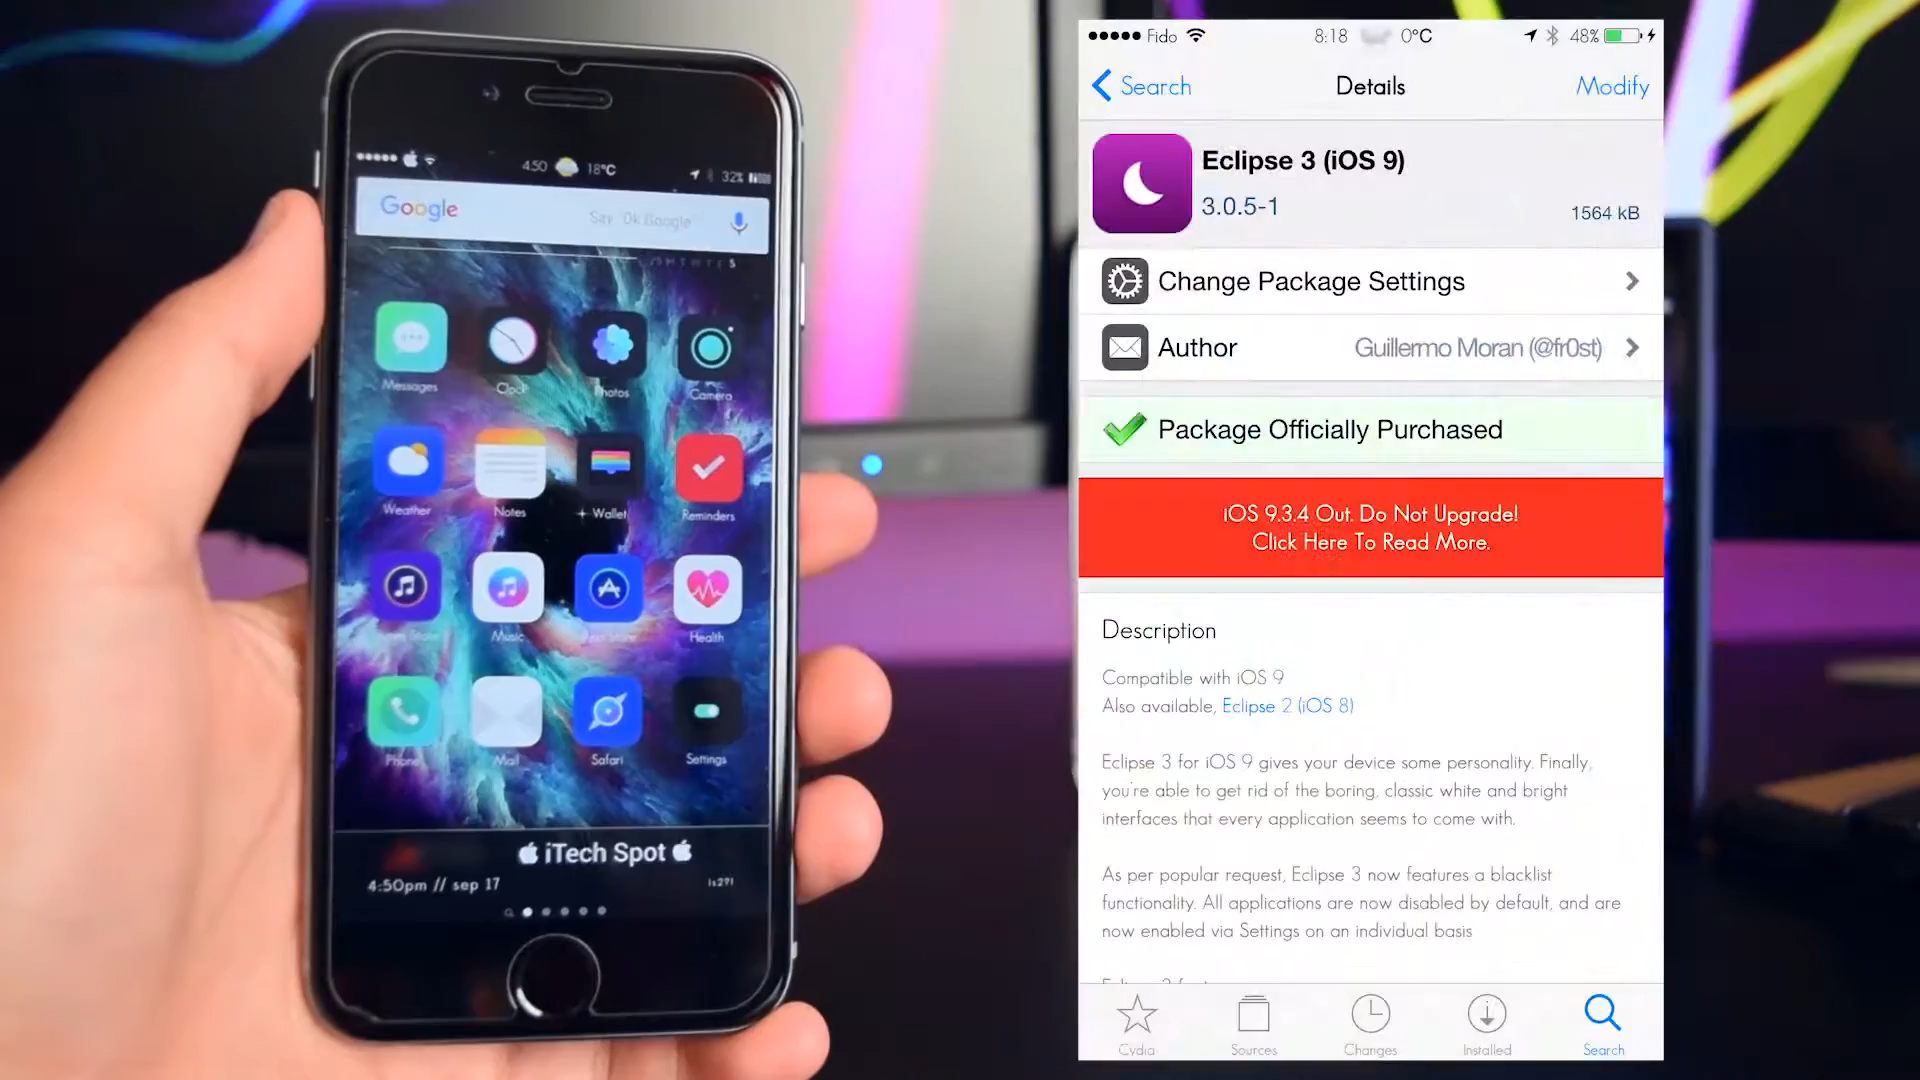 4:50 18°C 32%
Google Say "Ok Google"
Messages Clock Photos Camera
Weather Notes Wallet Reminders
Music Health
Phone Mail Safari Settings
iTech Spot
4:50pm // sep 17
Fido 8:18 0°C 48%
Search Details Modify
Eclipse 3 (iOS 9)
3.0.5-1
1564 kB
Change Package Settings
Author Guillermo Moran (@fr0st)
Package Officially Purchased
iOS 9.3.4 Out. Do Not Upgrade!
Click Here To Read More.
Description
Compatible with iOS 9
Also available, Eclipse 2 (iOS 8)
Eclipse 3 for iOS 9 gives your device some personality. Finally,
you're able to get rid of the boring, classic white and bright
interfaces that every application seems to come with.
As per popular request, Eclipse 3 now features a blacklist
functionality. All applications are now disabled by default, and are
now enabled via Settings on an individual basis
Cydia Sources Changes Installed Search